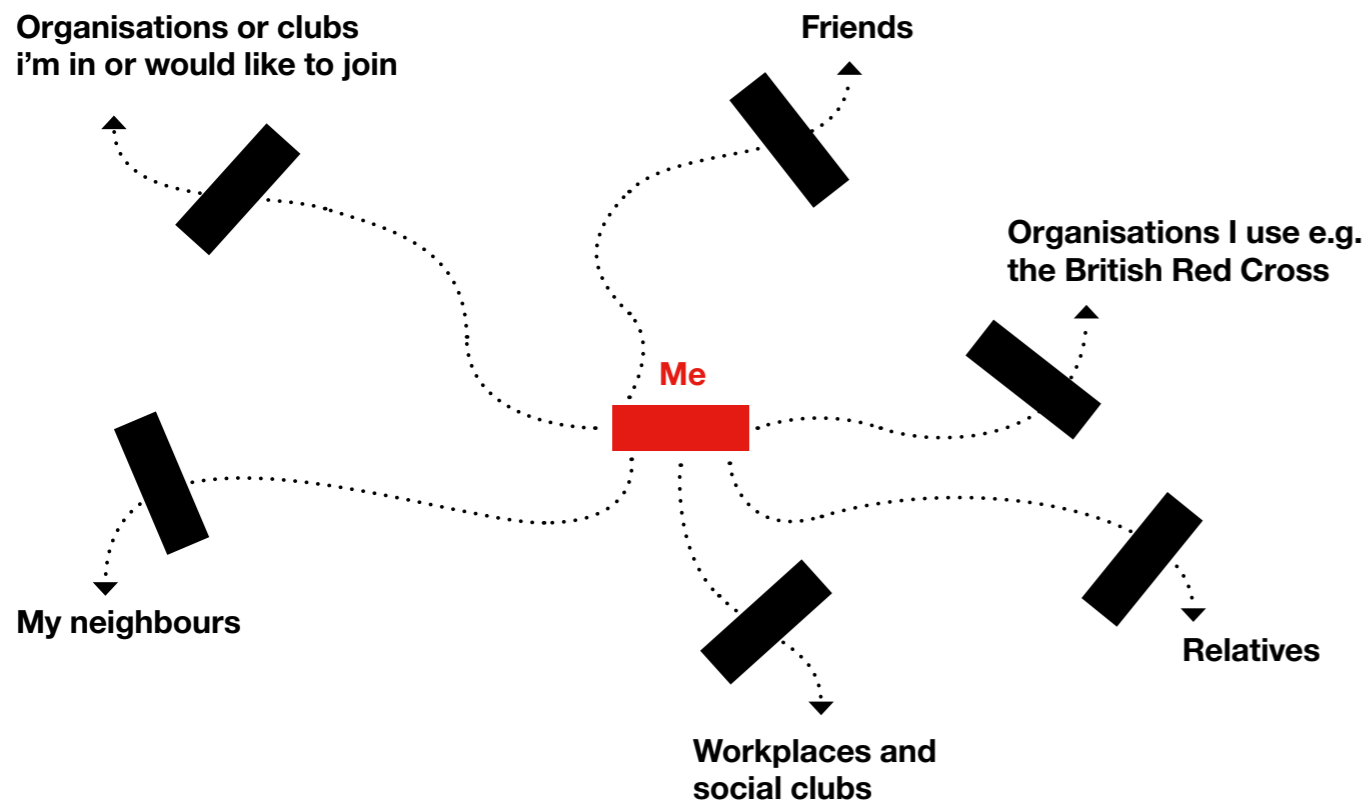 Organisations or clubs
i'm in or would like to join
Friends
Organisations I use e.g.
the British Red Cross
Me
My neighbours
Relatives
Workplaces and
social clubs